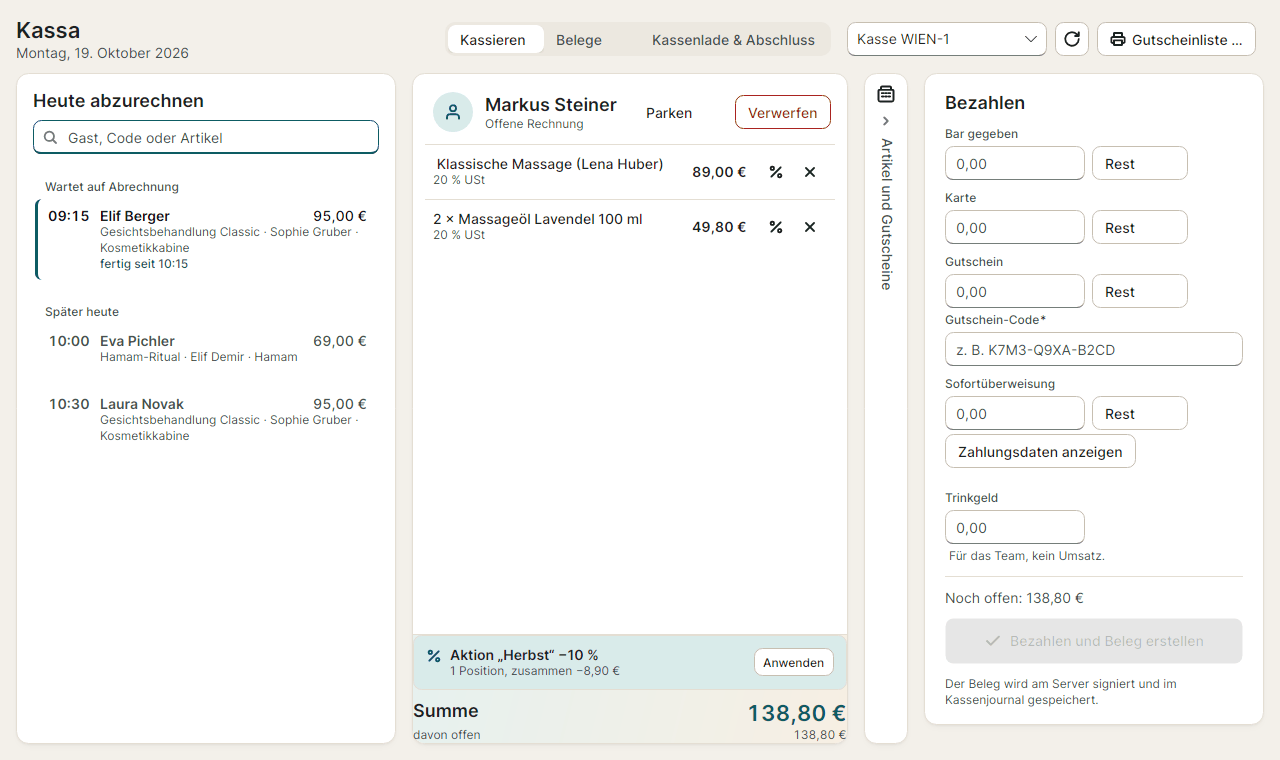 Kassa
Montag, 19. Oktober 2026
Kassieren
Belege
Kassenlade & Abschluss
Kasse WIEN-1
Gutscheinliste ...
Heute abzurechnen
Gast, Code oder Artikel
Wartet auf Abrechnung
09:15 Elif Berger 95,00 €
Gesichtsbehandlung Classic · Sophie Gruber ·
Kosmetikkabine
fertig seit 10:15
Später heute
10:00 Eva Pichler 69,00 €
Hamam-Ritual · Elif Demir · Hamam
10:30 Laura Novak 95,00 €
Gesichtsbehandlung Classic · Sophie Gruber ·
Kosmetikkabine
Markus Steiner
Offene Rechnung
Parken
Verwerfen
Klassische Massage (Lena Huber) 89,00 €
20 % USt
2 × Massageöl Lavendel 100 ml 49,80 €
20 % USt
Aktion „Herbst“ −10 %
1 Position, zusammen −8,90 €
Anwenden
Summe 138,80 €
davon offen 138,80 €
Artikel und Gutscheine
Bezahlen
Bar gegeben
0,00 Rest
Karte
0,00 Rest
Gutschein
0,00 Rest
Gutschein-Code*
z. B. K7M3-Q9XA-B2CD
Sofortüberweisung
0,00 Rest
Zahlungsdaten anzeigen
Trinkgeld
0,00
Für das Team, kein Umsatz.
Noch offen: 138,80 €
Bezahlen und Beleg erstellen
Der Beleg wird am Server signiert und im
Kassenjournal gespeichert.